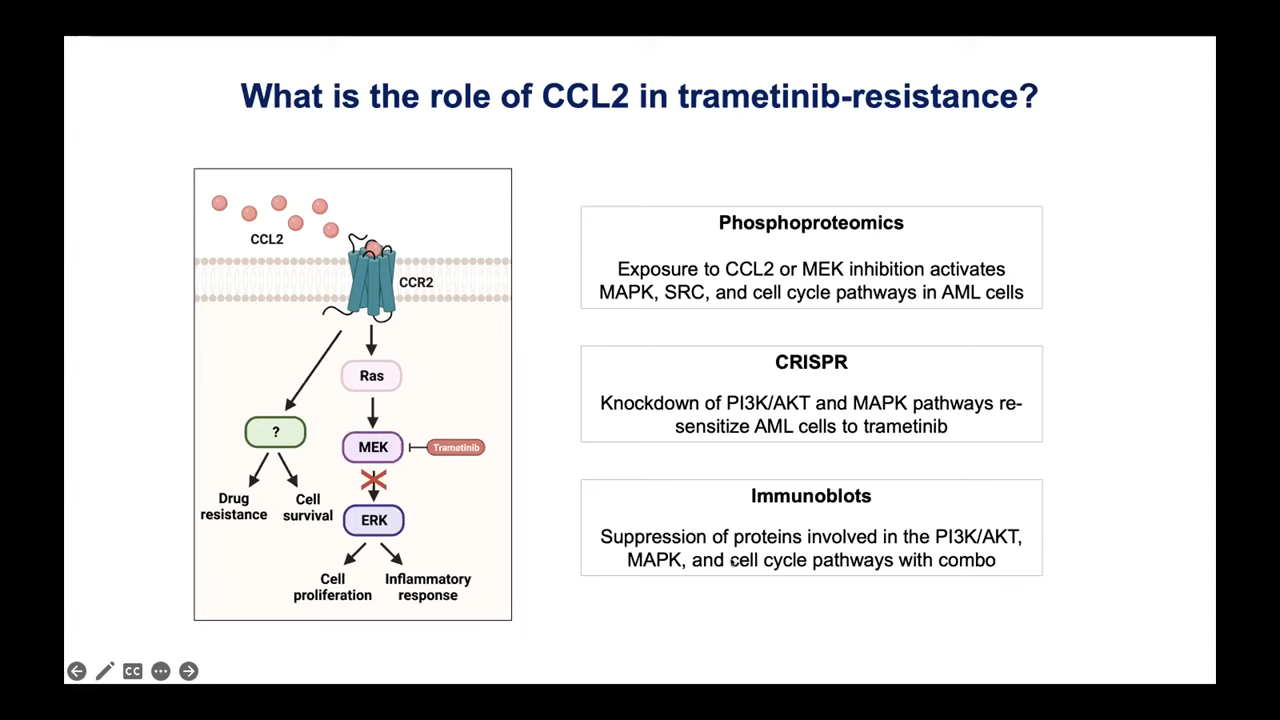 What is the role of CCL2 in trametinib-resistance?
CCL2
CCR2
Ras
?
MEK
Trametinib
Drug
resistance
Cell
survival
ERK
Cell
proliferation
Inflammatory
response
Phosphoproteomics
Exposure to CCL2 or MEK inhibition activates
MAPK, SRC, and cell cycle pathways in AML cells
CRISPR
Knockdown of PI3K/AKT and MAPK pathways re-
sensitize AML cells to trametinib
Immunoblots
Suppression of proteins involved in the PI3K/AKT,
MAPK, and cell cycle pathways with combo
CC